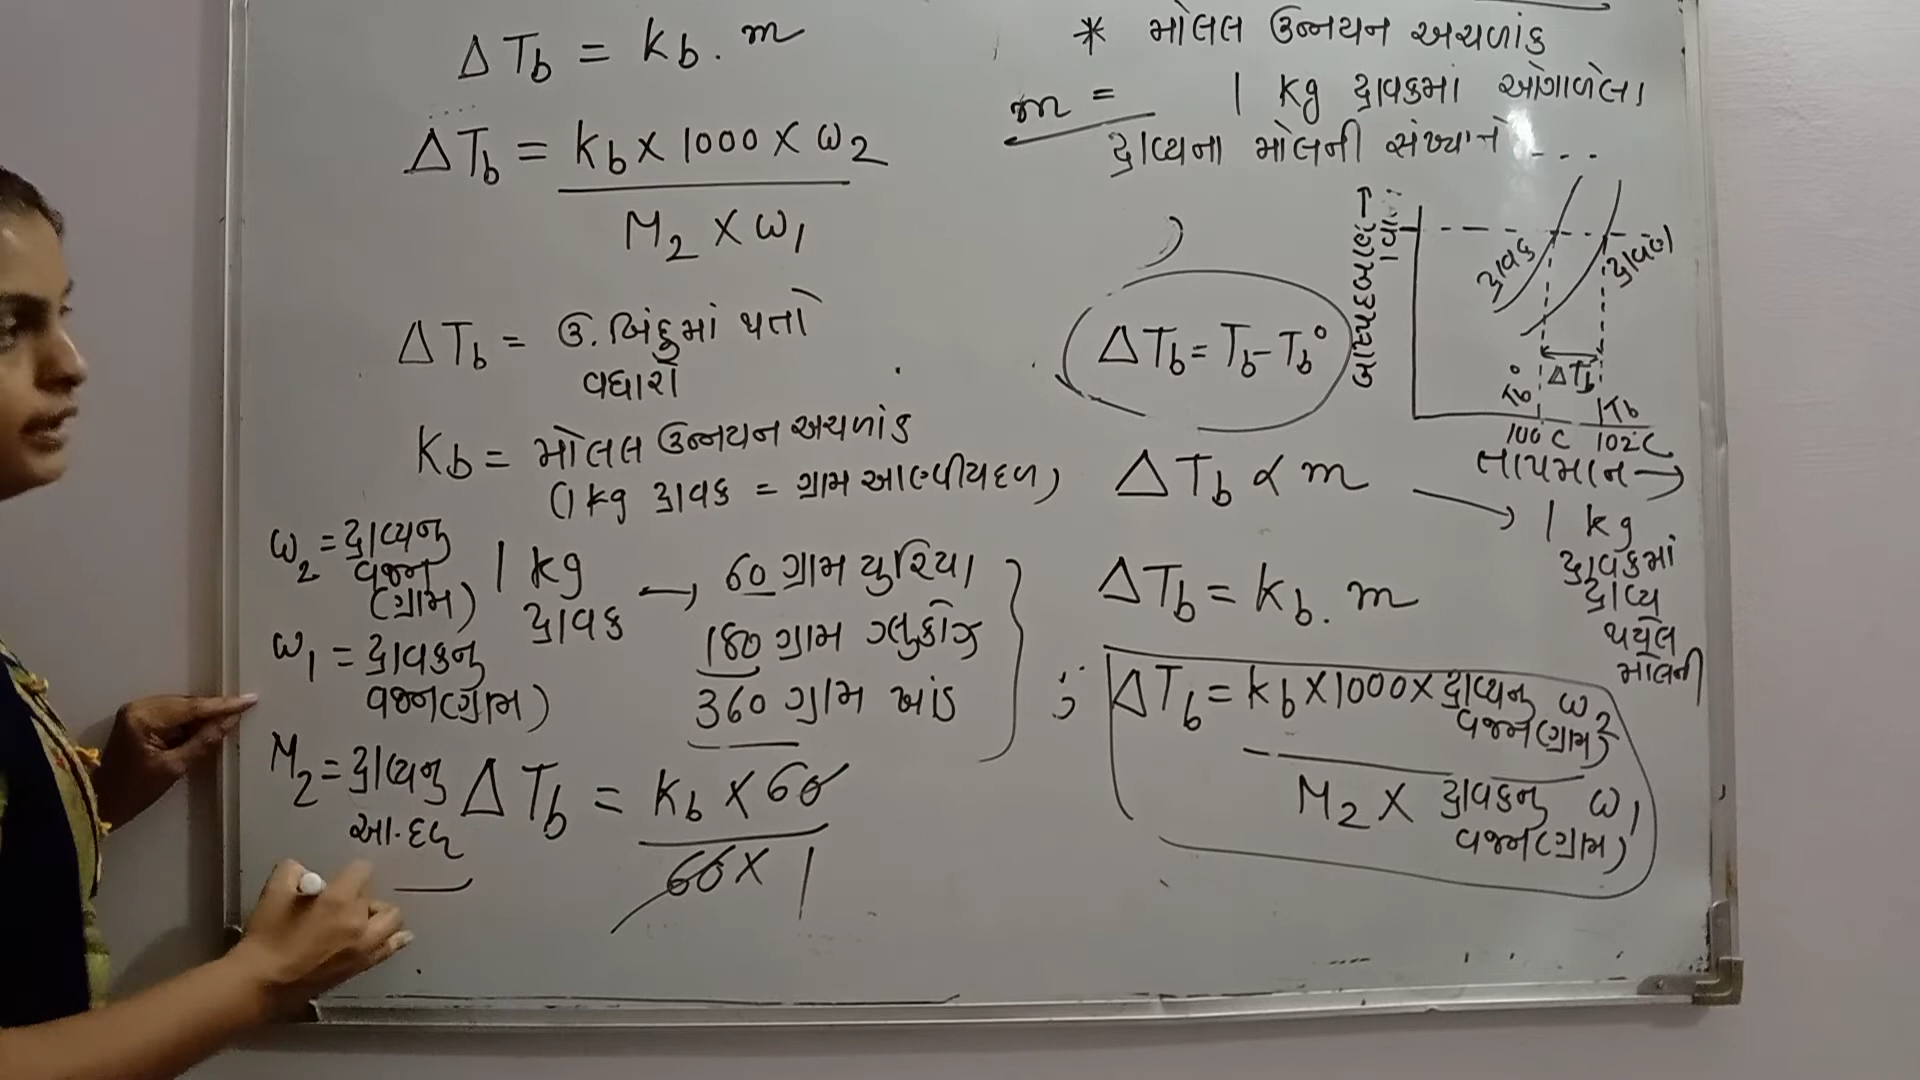 ΔTb = Kb . m
ΔTb = Kb × 1000 × ω2
M2 × ω1
ΔTb = ઉ. બિંદુમાં થતો
વધારો
Kb = મોલલ ઉન્નયન અચળાંક
(1 kg દ્રાવક = ગ્રામ આણ્વીયદળ)
ω2 = દ્રાવ્યનુ
વજન
(ગ્રામ)
1 kg
દ્રાવક
→ 60 ગ્રામ યુરિયા
180 ગ્રામ ગ્લુકોઝ
360 ગ્રામ ખાંડ
ω1 = દ્રાવકનુ
વજન(ગ્રામ)
M2 = દ્રાવ્યનુ
આ.દળ
ΔTb = Kb × 60
60 × 1
* મોલલ ઉન્નયન અચળાંક
m = 1 kg દ્રાવકમાં ઓગાળેલા
દ્રાવ્યના મોલની સંખ્યાને ...
બાષ્પદબાણ →
1 વાતા.
દ્રાવક
દ્રાવણ
ΔTb = Tb - Tb°
Tb° ΔTb Tb
100°C 102°C
તાપમાન →
ΔTb ∝ m → 1 kg
દ્રાવકમાં
દ્રાવ્ય
થયેલ
મોલની
ΔTb = Kb . m
∴ ΔTb = Kb × 1000 × દ્રાવ્યનુ ω2
વજન(ગ્રામ)
M2 × દ્રાવકનુ ω1
વજન(ગ્રામ)